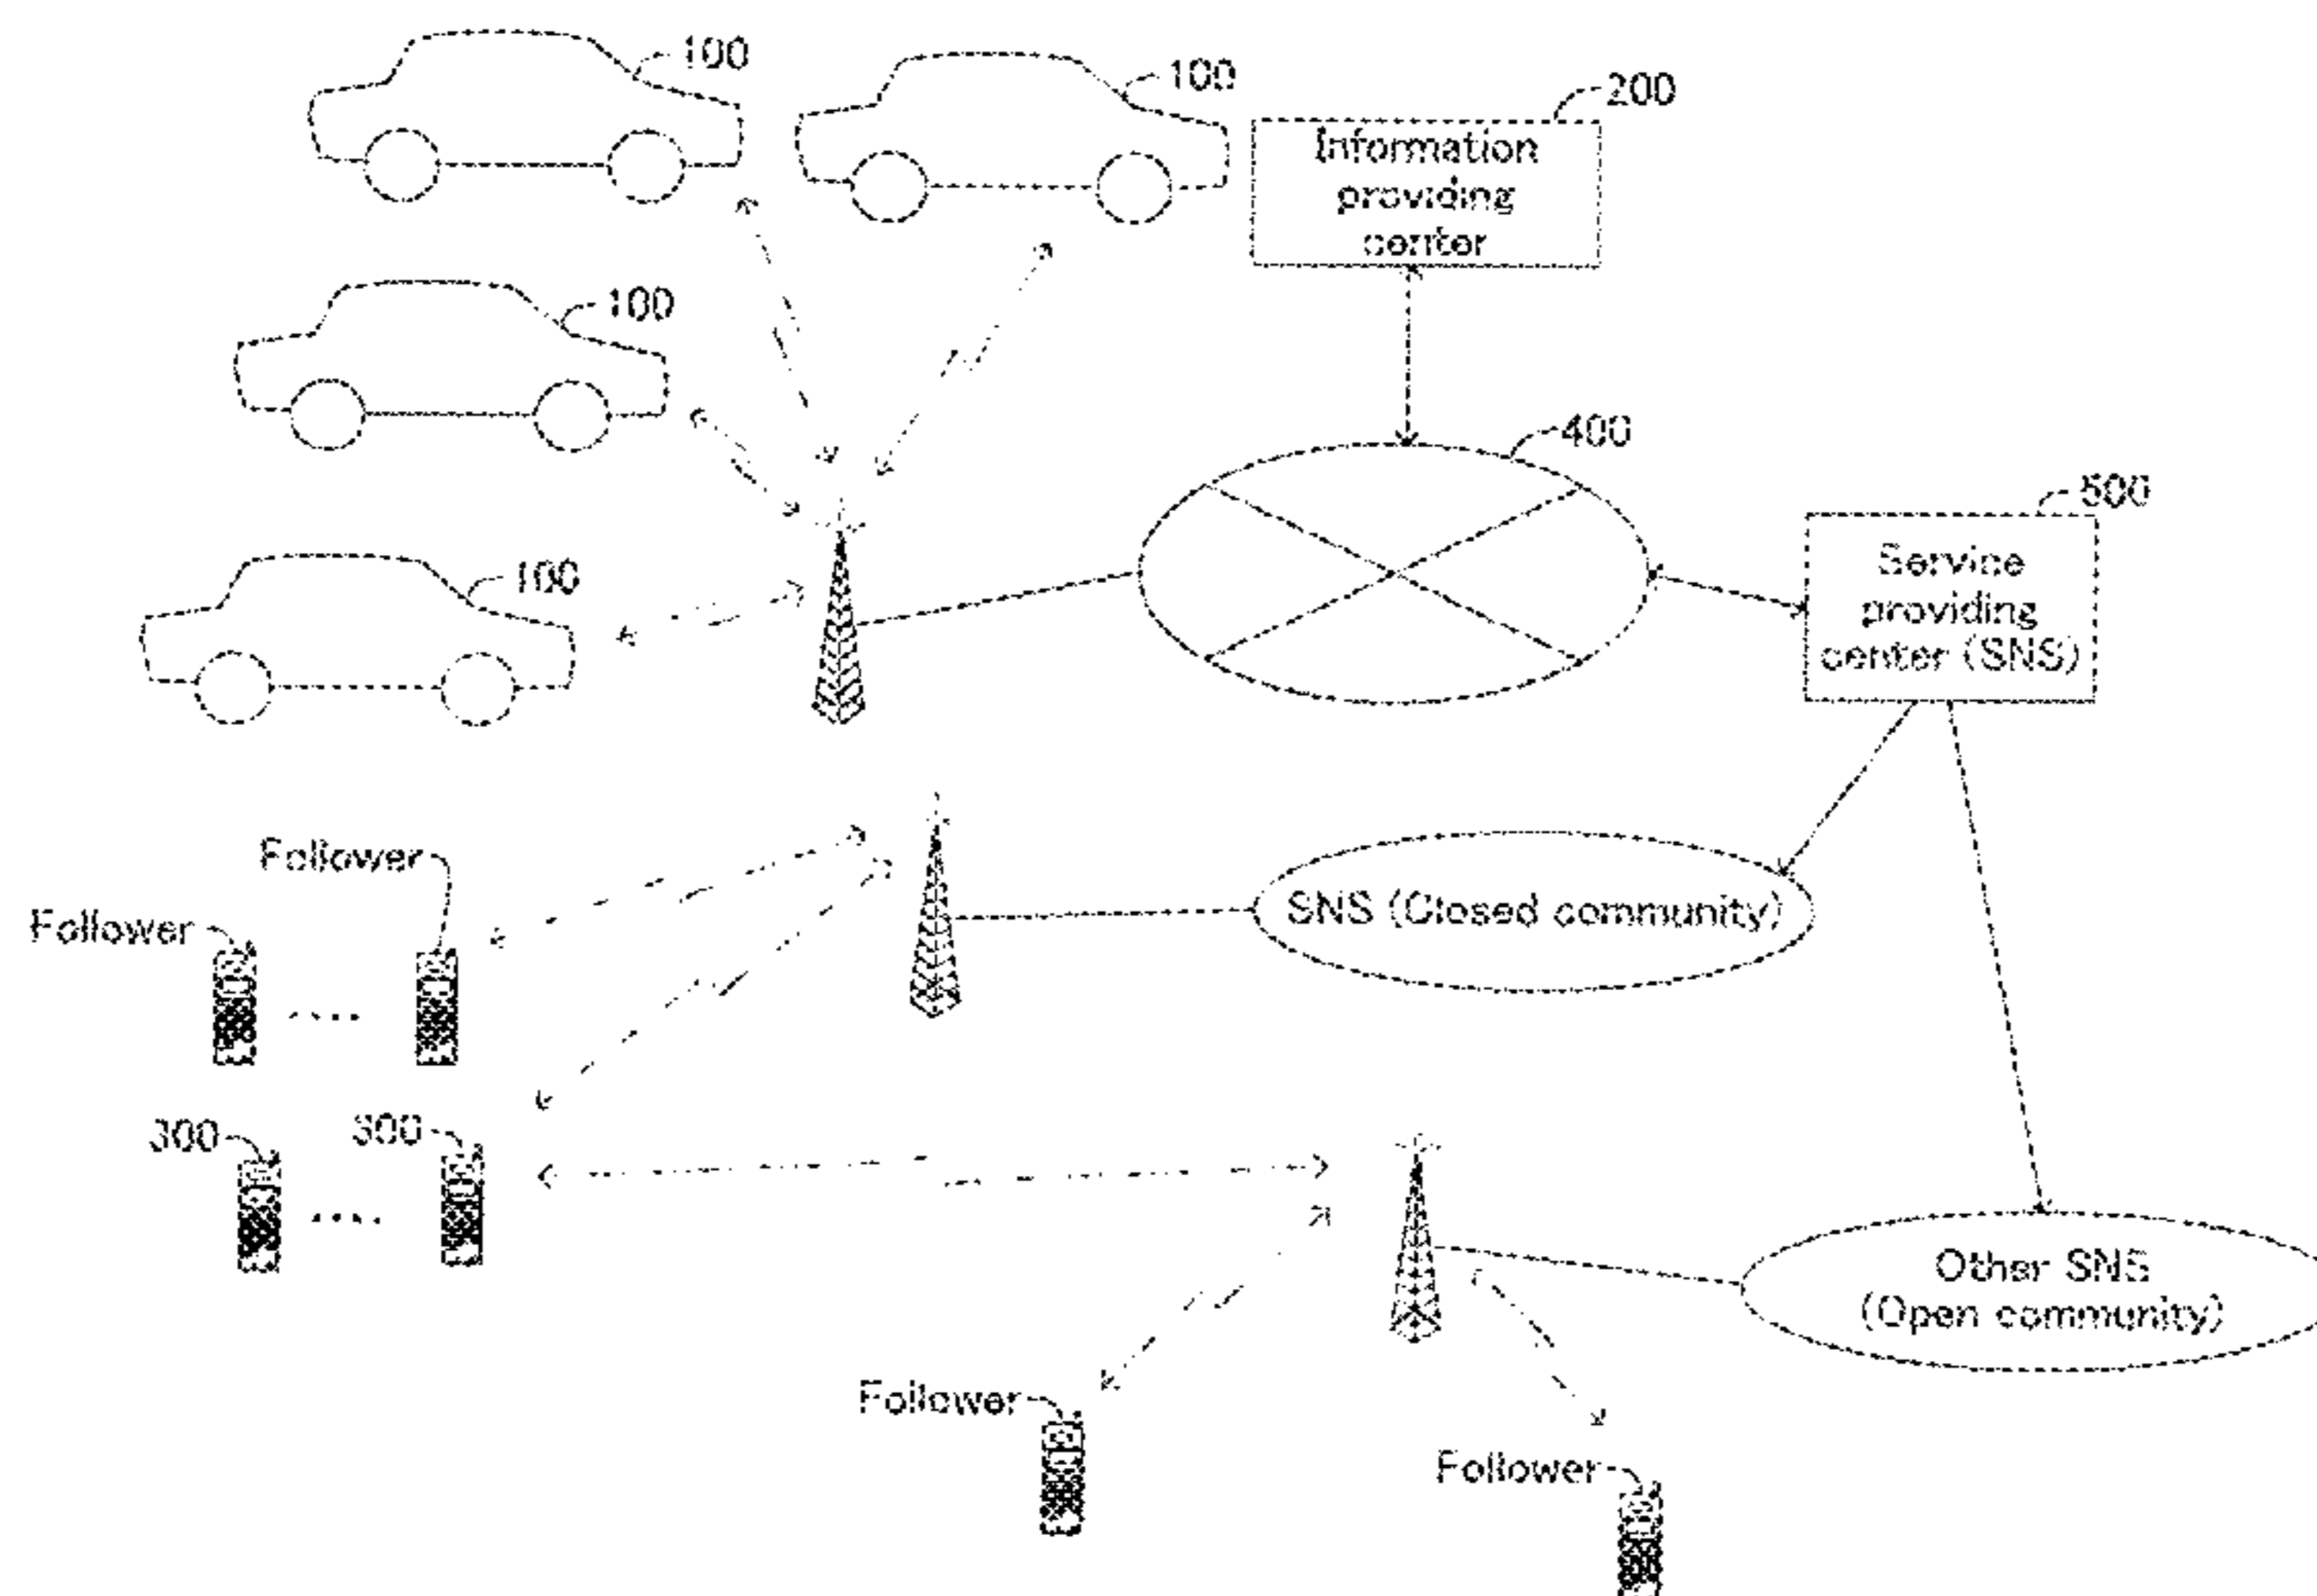 100
100
200
Information
providing
center
100
400
500
Service
providing
center (SNS)
100
Follower
Follower
SNS (Closed community)
300
300
Other SNS
(Open community)
Follower
Follower